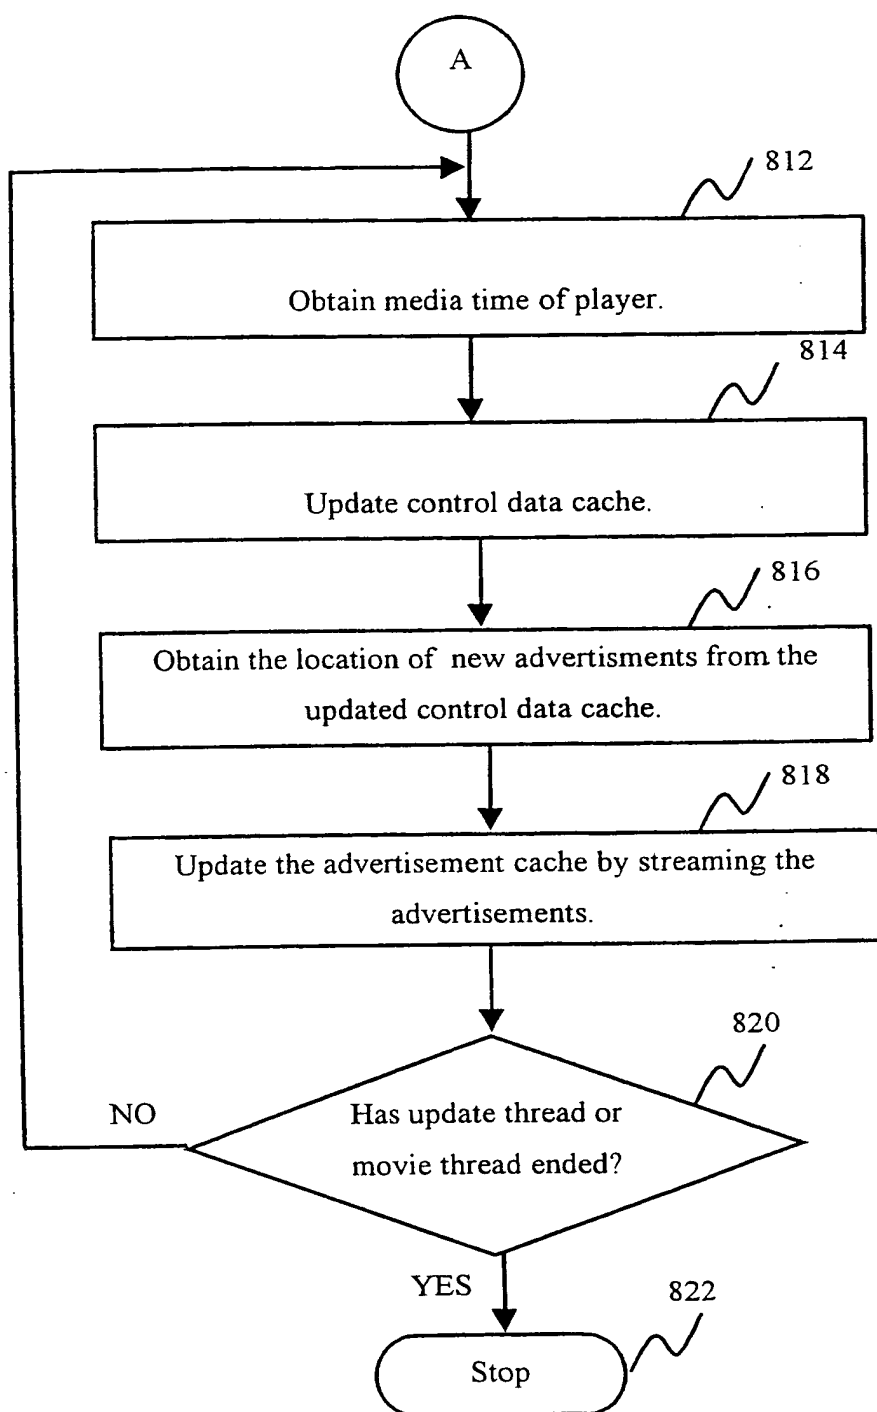 A
812
Obtain media time of player.
814
Update control data cache.
816
Obtain the location of new advertisments from the
updated control data cache.
818
Update the advertisement cache by streaming the
advertisements.
820
Has update thread or
movie thread ended?
NO
YES
822
Stop